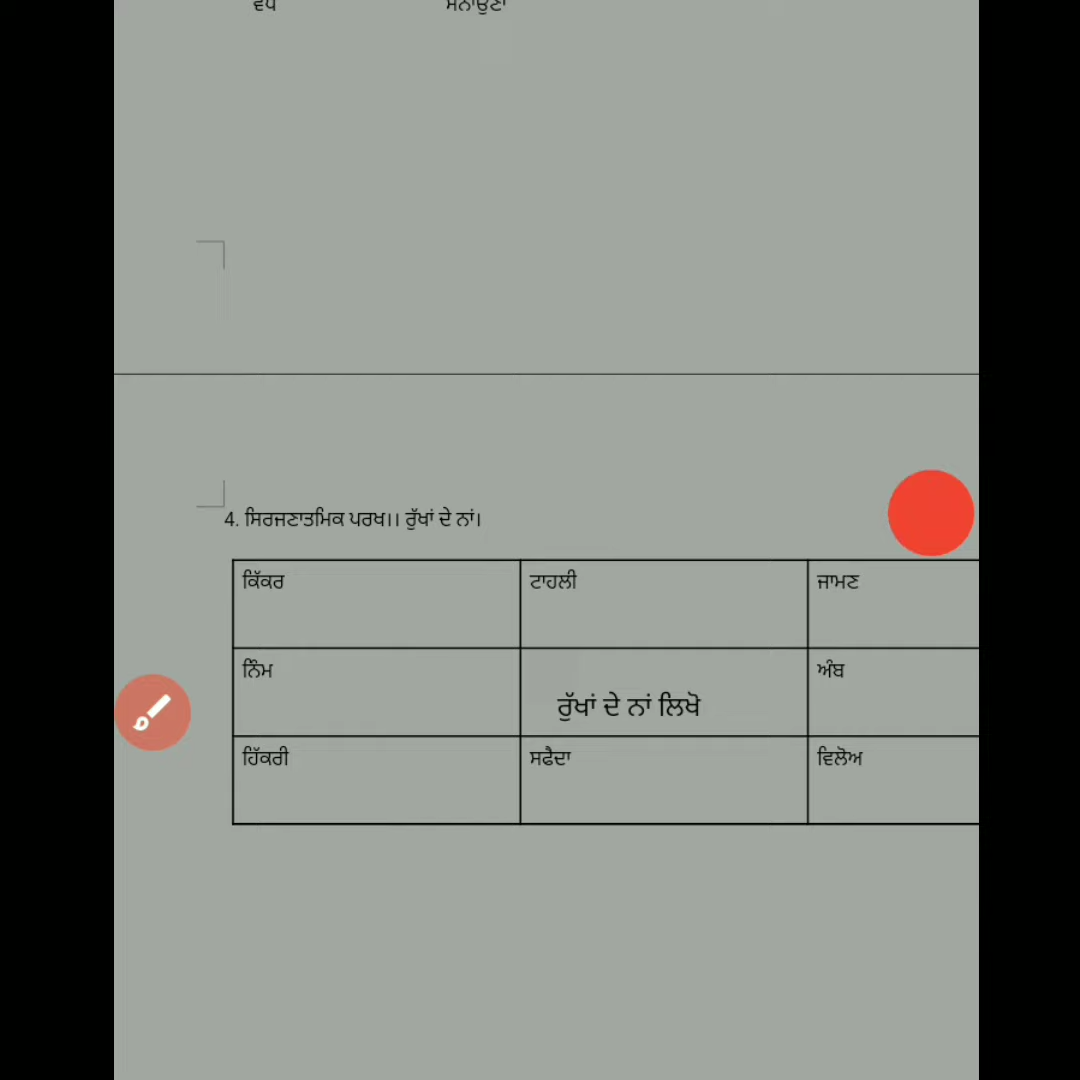 4. ਸਿਰਜਣਾਤਮਿਕ ਪਰਖ।। ਰੁੱਖਾਂ ਦੇ ਨਾਂ।
ਕਿੱਕਰ ਟਾਹਲੀ ਜਾਮਣ
ਨਿੰਮ ਰੁੱਖਾਂ ਦੇ ਨਾਂ ਲਿਖੋ ਅੰਬ
ਹਿੱਕਰੀ ਸਫੈਦਾ ਵਿਲੋਅ